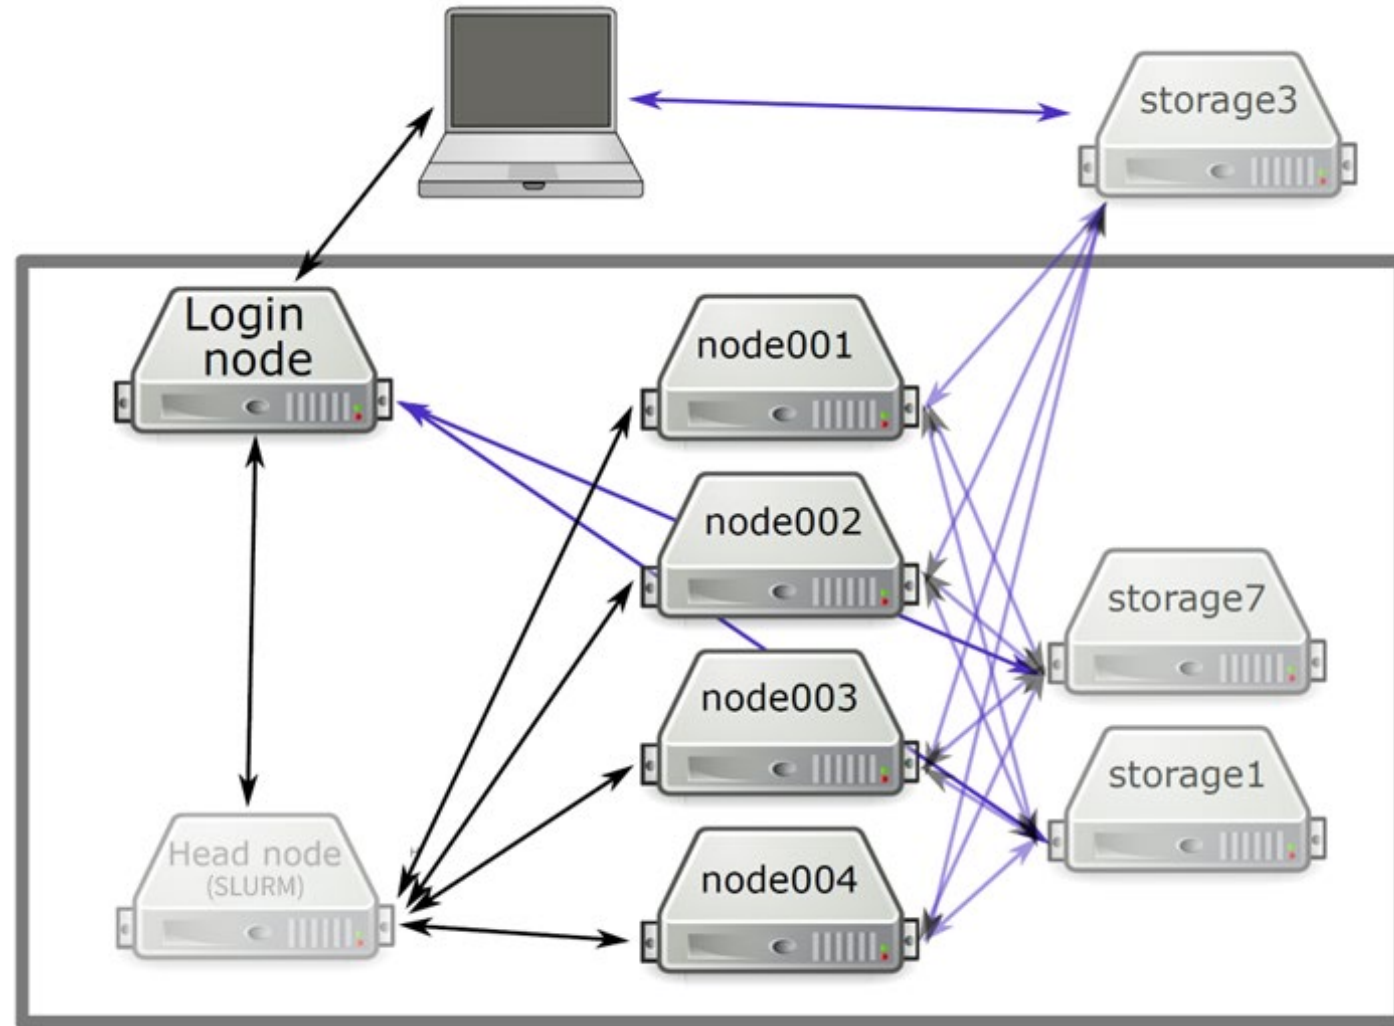 storage3
Login
node
node001
node002
storage7
node003
storage1
Head node
(SLURM)
node004